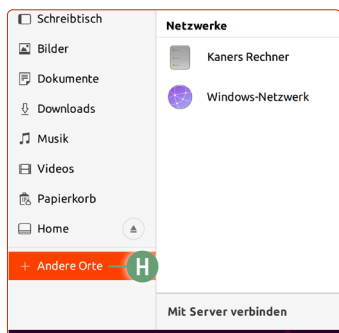 Schreibtisch
Bilder
Dokumente
Downloads
Musik
Videos
Papierkorb
Home
+ Andere Orte
H
Netzwerke
Kaners Rechner
Windows-Netzwerk
Mit Server verbinden